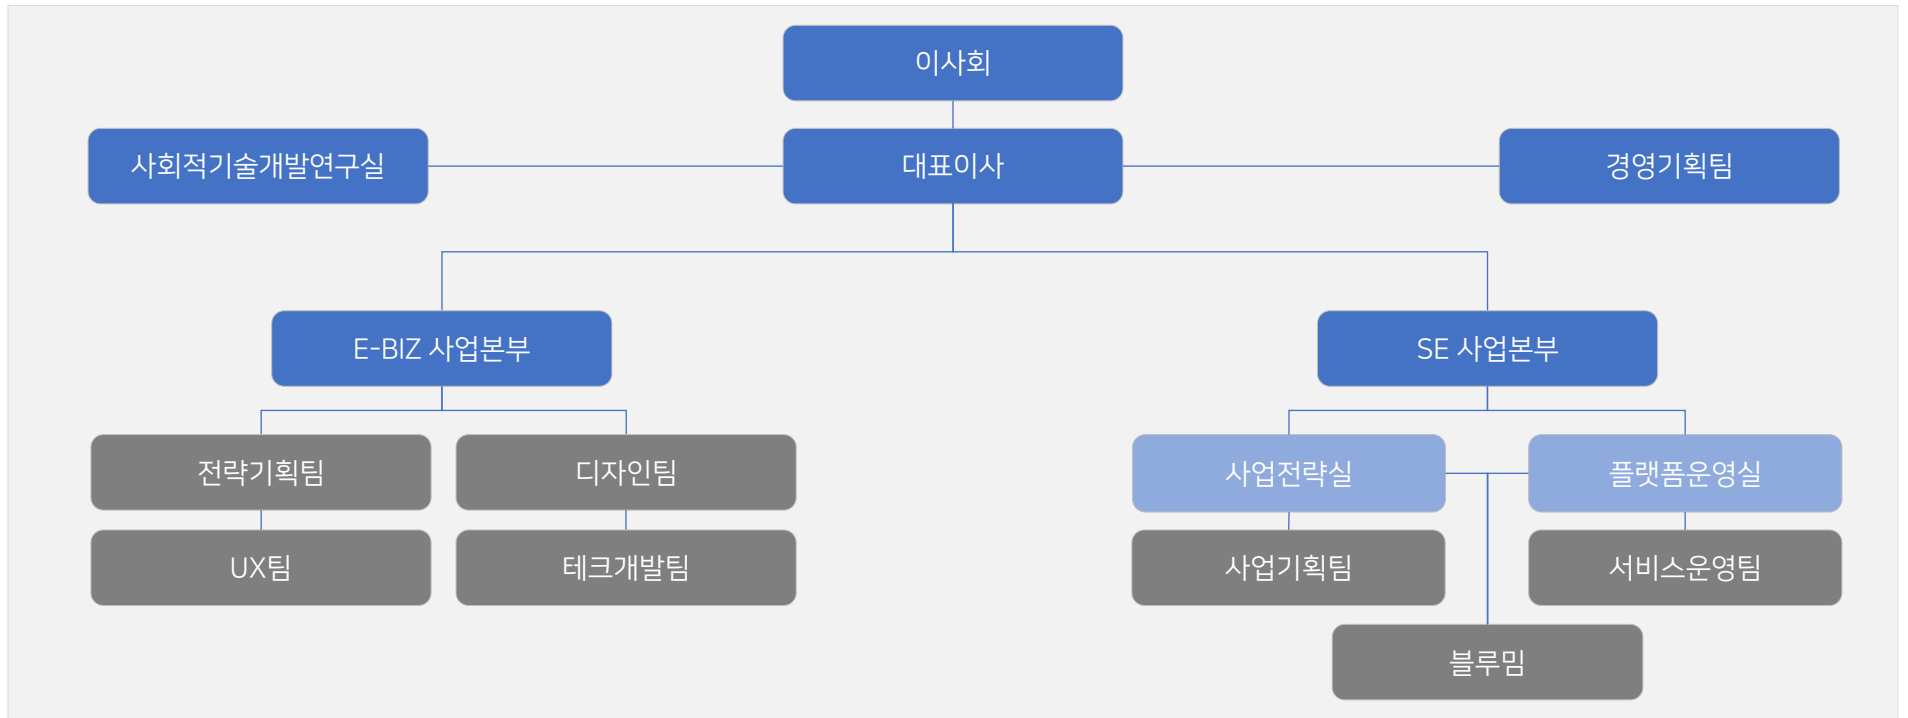 이사회
사회적기술개발연구실
대표이사
경영기획팀
E-BIZ 사업본부
SE 사업본부
전략기획팀
디자인팀
사업전략실
플랫폼운영실
UX팀
테크개발팀
사업기획팀
서비스운영팀
블루밈